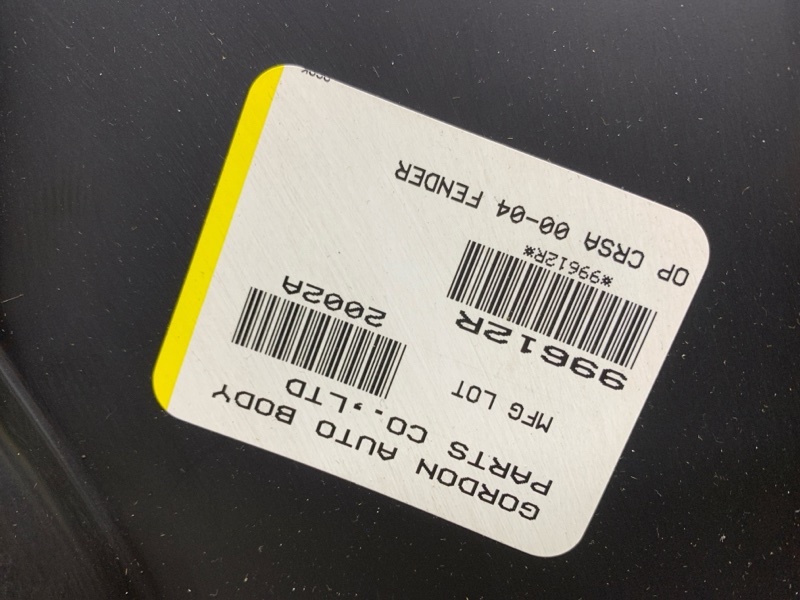 GORDON AUTO BODY
PARTS CO.,LTD
MFG LOT
2002A
99612R
*99612R*
OP CRSA 00-04 FENDER